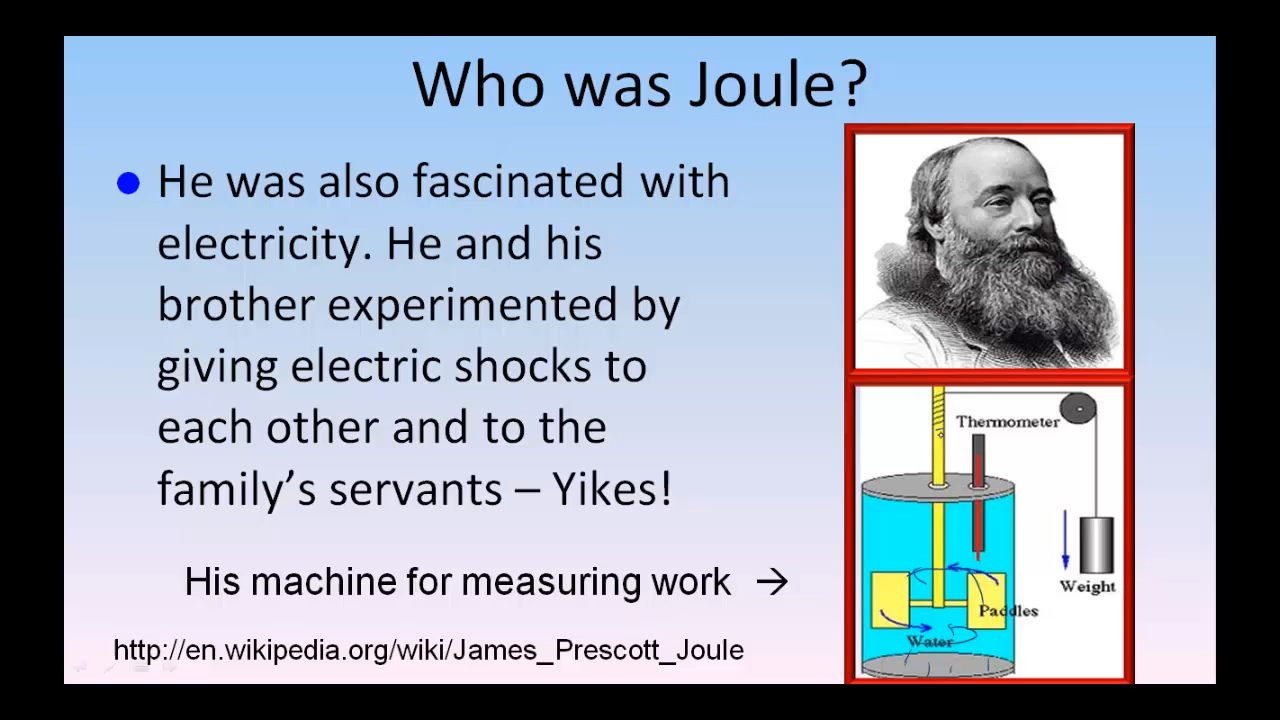 Who was Joule?
He was also fascinated with
electricity. He and his
brother experimented by
giving electric shocks to
each other and to the
family’s servants – Yikes!
His machine for measuring work →
http://en.wikipedia.org/wiki/James_Prescott_Joule
Thermometer
Weight
Paddles
Water